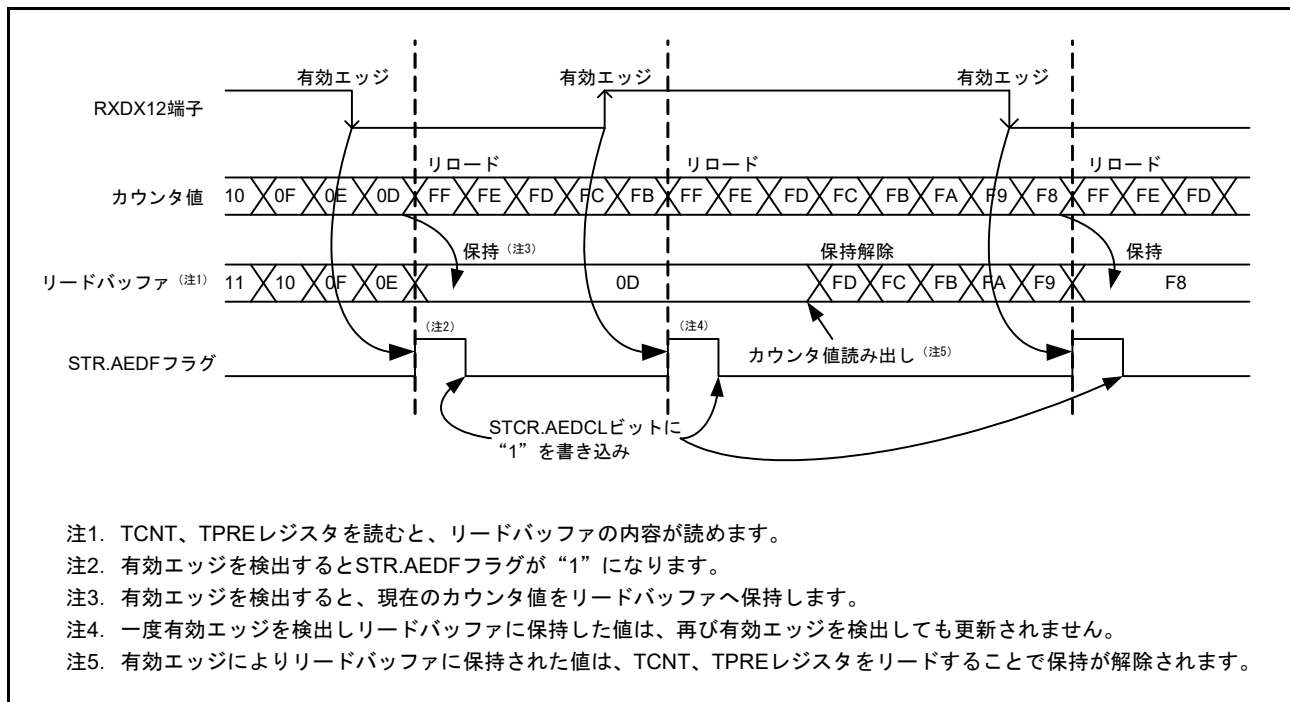 有効エッジ 有効エッジ 有効エッジ
RXDX12端子
リロード リロード リロード
カウンタ値 10 0F 0E 0D FF FE FD FC FB FF FE FD FC FB FA F9 F8 FF FE FD
保持（注3） 保持解除 保持
リードバッファ（注1） 11 10 0F 0E 0D FD FC FB FA F9 F8
（注2） （注4）
カウンタ値読み出し（注5）
STR.AEDFフラグ
STCR.AEDCLビットに
“1”を書き込み
注1. TCNT、TPREレジスタを読むと、リードバッファの内容が読めます。
注2. 有効エッジを検出するとSTR.AEDFフラグが“1”になります。
注3. 有効エッジを検出すると、現在のカウンタ値をリードバッファへ保持します。
注4. 一度有効エッジを検出しリードバッファに保持した値は、再び有効エッジを検出しても更新されません。
注5. 有効エッジによりリードバッファに保持された値は、TCNT、TPREレジスタをリードすることで保持が解除されます。